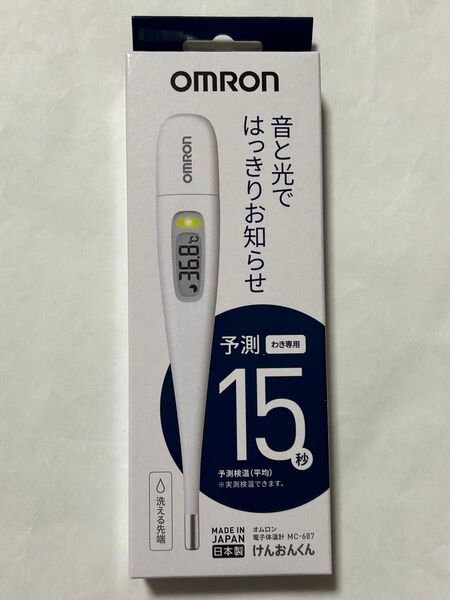 OMRON
音と光で
はっきりお知らせ
OMRON
36.8℃
予測 わき専用
15秒
予測検温(平均)
※実測検温できます。
洗える先端
MADE IN
JAPAN
日本製
オムロン
電子体温計 MC-687
けんおんくん